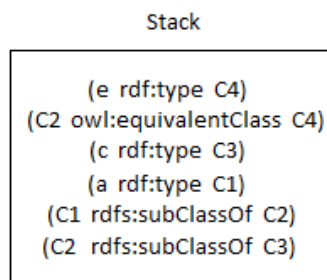 Stack
(e rdf:type C4)
(C2 owl:equivalentClass C4)
(c rdf:type C3)
(a rdf:type C1)
(C1 rdfs:subClassOf C2)
(C2 rdfs:subClassOf C3)